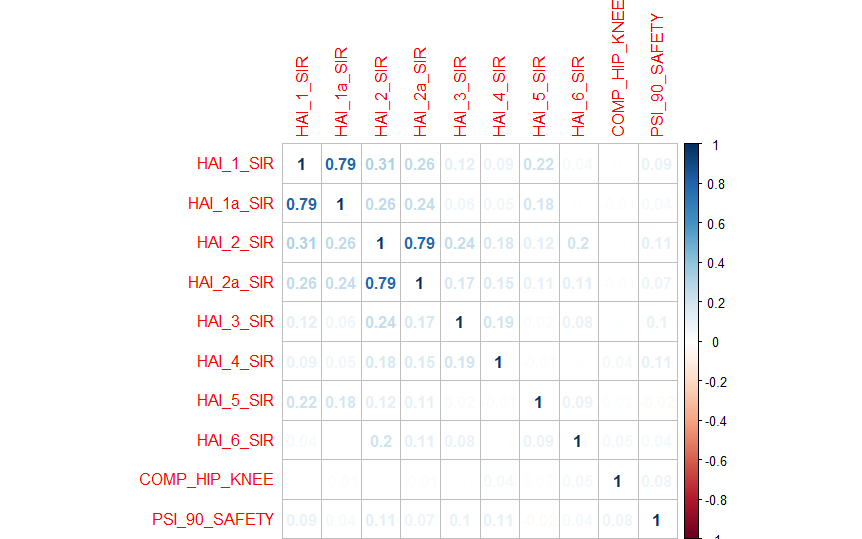 HAI_1_SIR
HAI_1a_SIR
HAI_2_SIR
HAI_2a_SIR
HAI_3_SIR
HAI_4_SIR
HAI_5_SIR
HAI_6_SIR
COMP_HIP_KNEE
PSI_90_SAFETY
HAI_1_SIR 1 0.79 0.31 0.26 0.12 0.09 0.22 0.04 0.09
HAI_1a_SIR 0.79 1 0.26 0.24 0.06 0.05 0.18 0.04
HAI_2_SIR 0.31 0.26 1 0.79 0.24 0.18 0.12 0.2 0.11
HAI_2a_SIR 0.26 0.24 0.79 1 0.17 0.15 0.11 0.11 0.07
HAI_3_SIR 0.12 0.06 0.24 0.17 1 0.19 0.08 0.1
HAI_4_SIR 0.09 0.05 0.18 0.15 0.19 1 0.04 0.11
HAI_5_SIR 0.22 0.18 0.12 0.11 1 0.09
HAI_6_SIR 0.04 0.2 0.11 0.08 0.09 1 0.05 0.04
COMP_HIP_KNEE 0.04 0.05 1 0.08
PSI_90_SAFETY 0.09 0.04 0.11 0.07 0.1 0.11 0.04 0.08 1
1
0.8
0.6
0.4
0.2
0
-0.2
-0.4
-0.6
-0.8